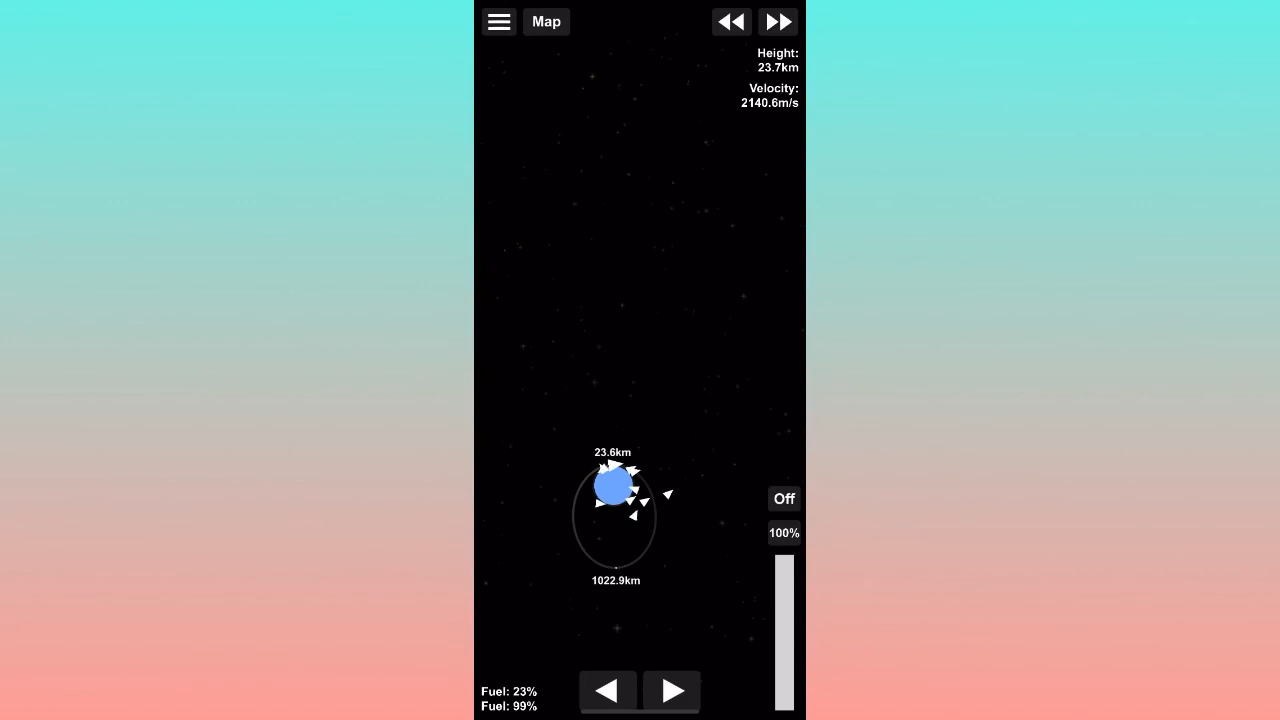 Map
Height:
23.7km
Velocity:
2140.6m/s
23.6km
1022.9km
Off
100%
Fuel: 23%
Fuel: 99%